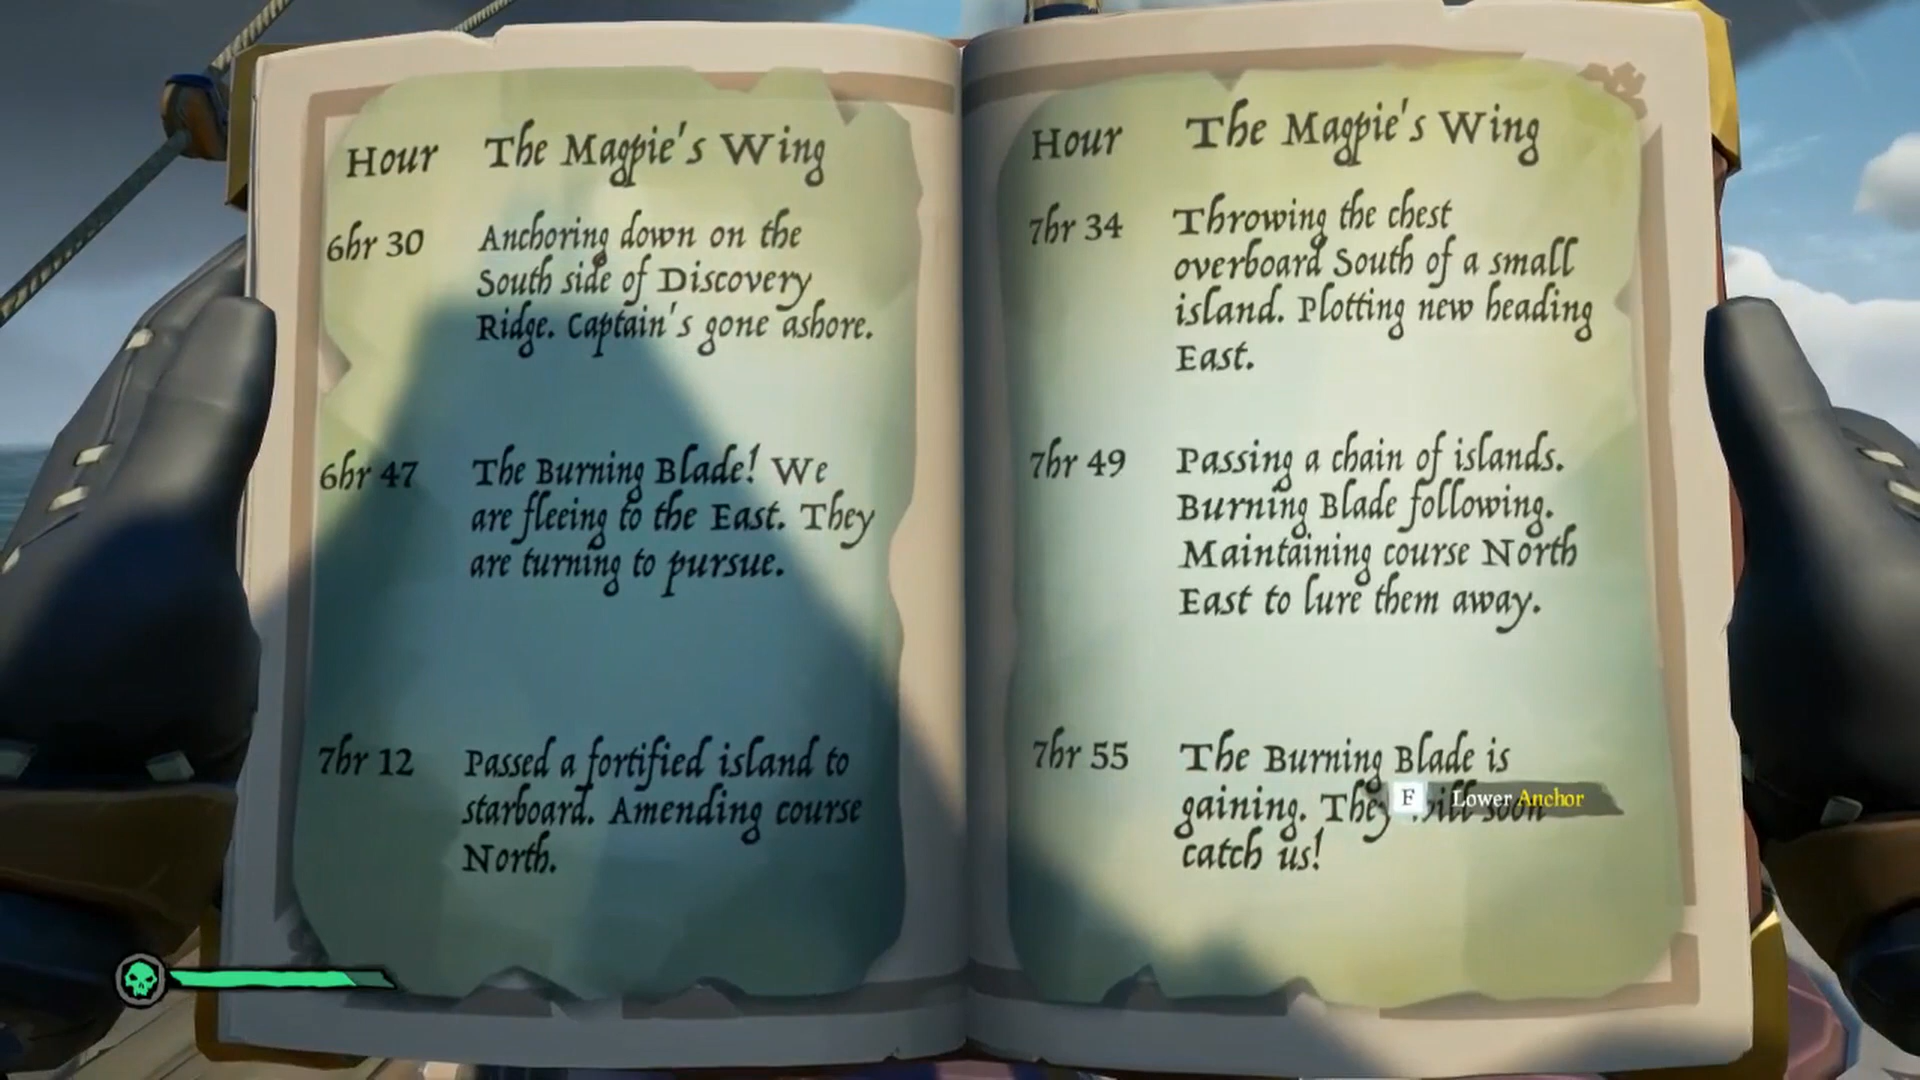 Hour The Magpie's Wing
6hr 30 Anchoring down on the
South side of Discovery
Ridge. Captain's gone ashore.
6hr 47 The Burning Blade! We
are fleeing to the East. They
are turning to pursue.
7hr 12 Passed a fortified island to
starboard. Amending course
North.
Hour The Magpie's Wing
7hr 34 Throwing the chest
overboard South of a small
island. Plotting new heading
East.
7hr 49 Passing a chain of islands.
Burning Blade following.
Maintaining course North
East to lure them away.
7hr 55 The Burning Blade is
gaining. They will soon
catch us!
F Lower Anchor